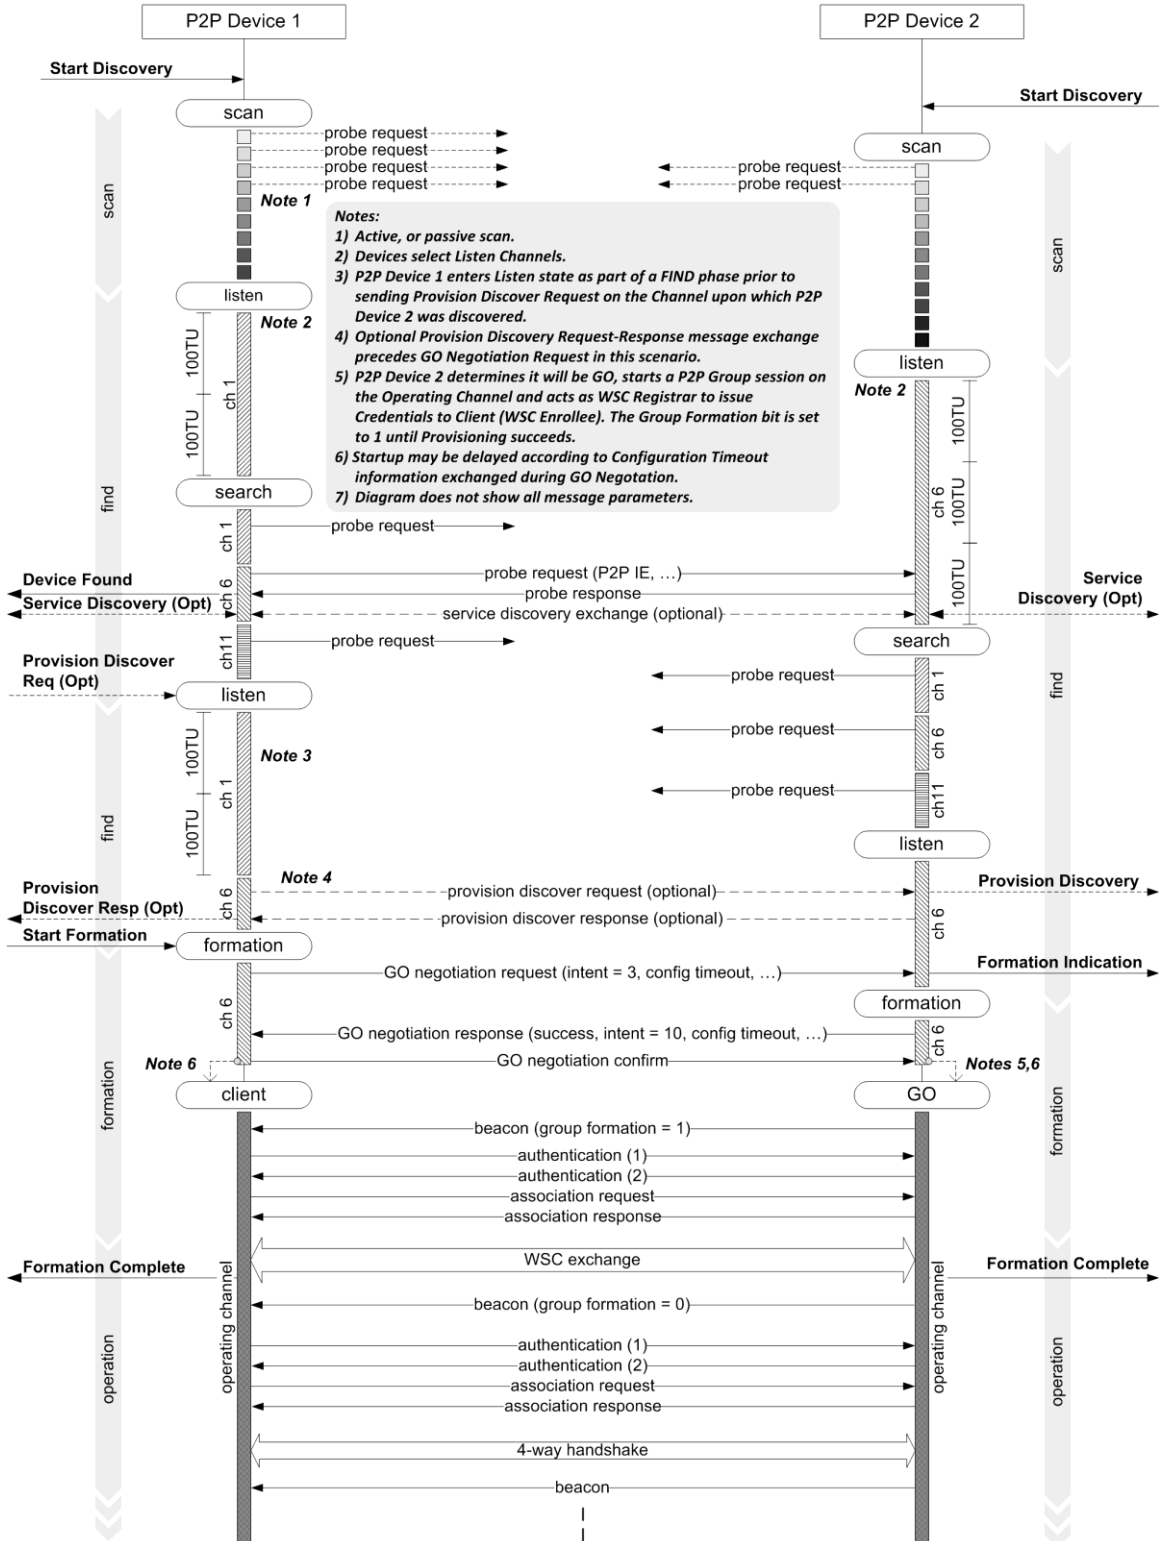 P2P Device 1
P2P Device 2
Start Discovery
Start Discovery
scan
scan
probe request
probe request
probe request
probe request
probe request
probe request
scan
Note 1
scan
Notes:
1) Active, or passive scan.
2) Devices select Listen Channels.
3) P2P Device 1 enters Listen state as part of a FIND phase prior to
sending Provision Discover Request on the Channel upon which P2P
Device 2 was discovered.
4) Optional Provision Discovery Request-Response message exchange
precedes GO Negotiation Request in this scenario.
5) P2P Device 2 determines it will be GO, starts a P2P Group session on
the Operating Channel and acts as WSC Registrar to issue
Credentials to Client (WSC Enrollee). The Group Formation bit is set
to 1 until Provisioning succeeds.
6) Startup may be delayed according to Configuration Timeout
information exchanged during GO Negotation.
7) Diagram does not show all message parameters.
listen
Note 2
100TU
ch 1
100TU
listen
Note 2
100TU
ch 6
100TU
100TU
find
search
ch 1
probe request
ch 6
probe request (P2P IE, …)
Device Found
probe response
Service Discovery (Opt)
service discovery exchange (optional)
Service
Discovery (Opt)
ch11
probe request
search
Provision Discover
Req (Opt)
listen
probe request
ch 1
find
probe request
ch 6
Note 3
100TU
ch 1
100TU
probe request
ch11
find
listen
Note 4
ch 6
provision discover request (optional)
Provision Discovery
Provision
Discover Resp (Opt)
provision discover response (optional)
ch 6
Start Formation
formation
GO negotiation request (intent = 3, config timeout, …)
Formation Indication
ch 6
formation
GO negotiation response (success, intent = 10, config timeout, …)
ch 6
Note 6
GO negotiation confirm
Notes 5,6
client
GO
formation
formation
beacon (group formation = 1)
authentication (1)
authentication (2)
association request
association response
WSC exchange
Formation Complete
Formation Complete
operating channel
operating channel
beacon (group formation = 0)
authentication (1)
authentication (2)
association request
association response
operation
operation
4-way handshake
beacon